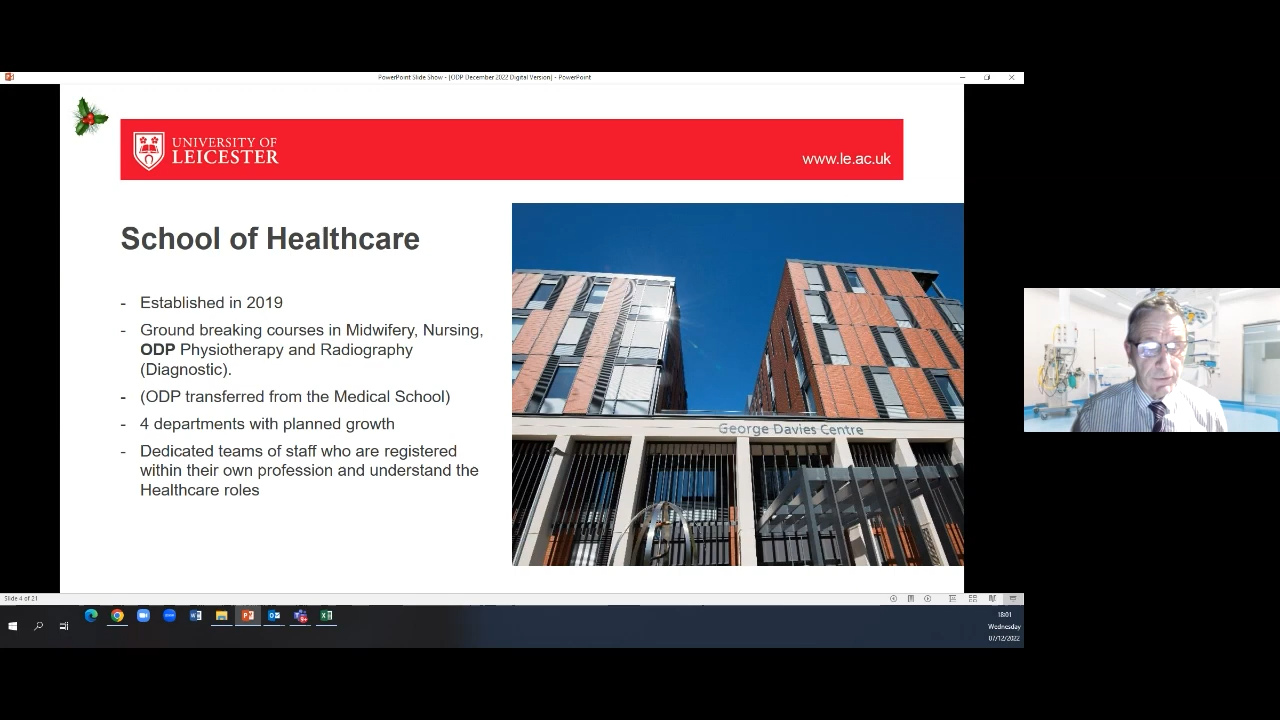 PowerPoint Slide Show - [ODP December 2022 Digital Version] - PowerPoint
UNIVERSITY OF
LEICESTER
www.le.ac.uk
School of Healthcare
- Established in 2019
- Ground breaking courses in Midwifery, Nursing,
ODP Physiotherapy and Radiography
(Diagnostic).
- (ODP transferred from the Medical School)
- 4 departments with planned growth
- Dedicated teams of staff who are registered
within their own profession and understand the
Healthcare roles
George Davies Centre
Slide 4 of 21
18:01
Wednesday
07/12/2022